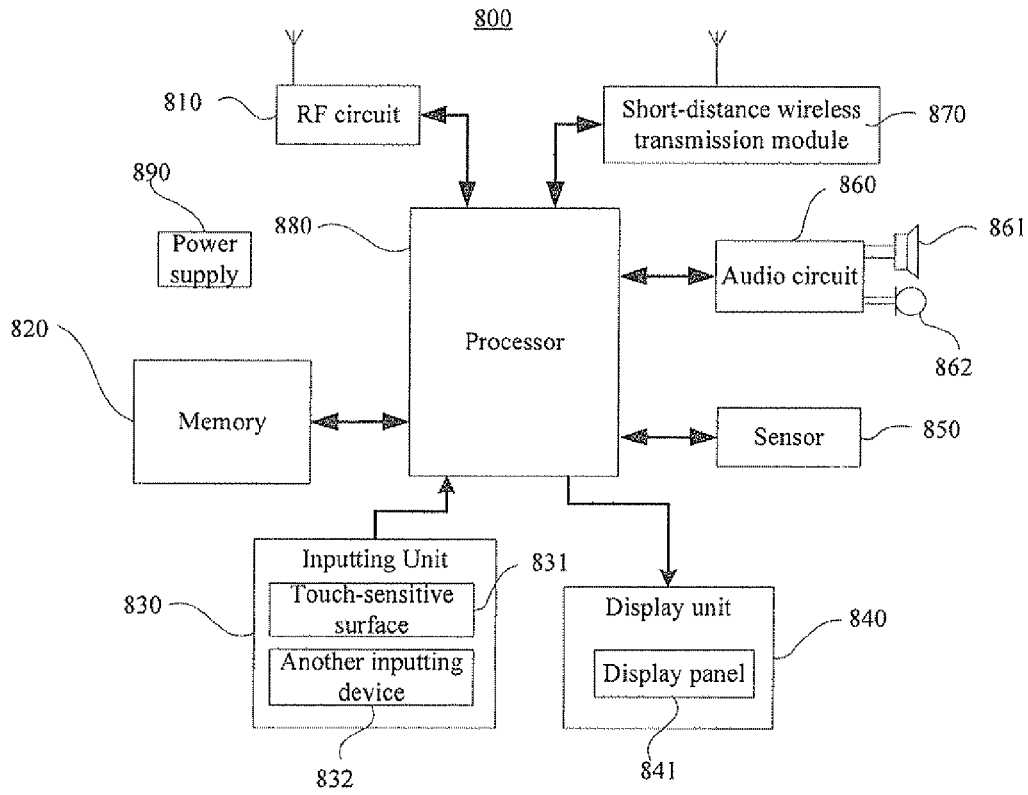 800
810
RF circuit
Short-distance wireless
transmission module
870
890
Power
supply
880
860
861
Audio circuit
862
820
Processor
Memory
Sensor
850
Inputting Unit
831
830
Touch-sensitive
surface
Another inputting
device
832
Display unit
840
Display panel
841